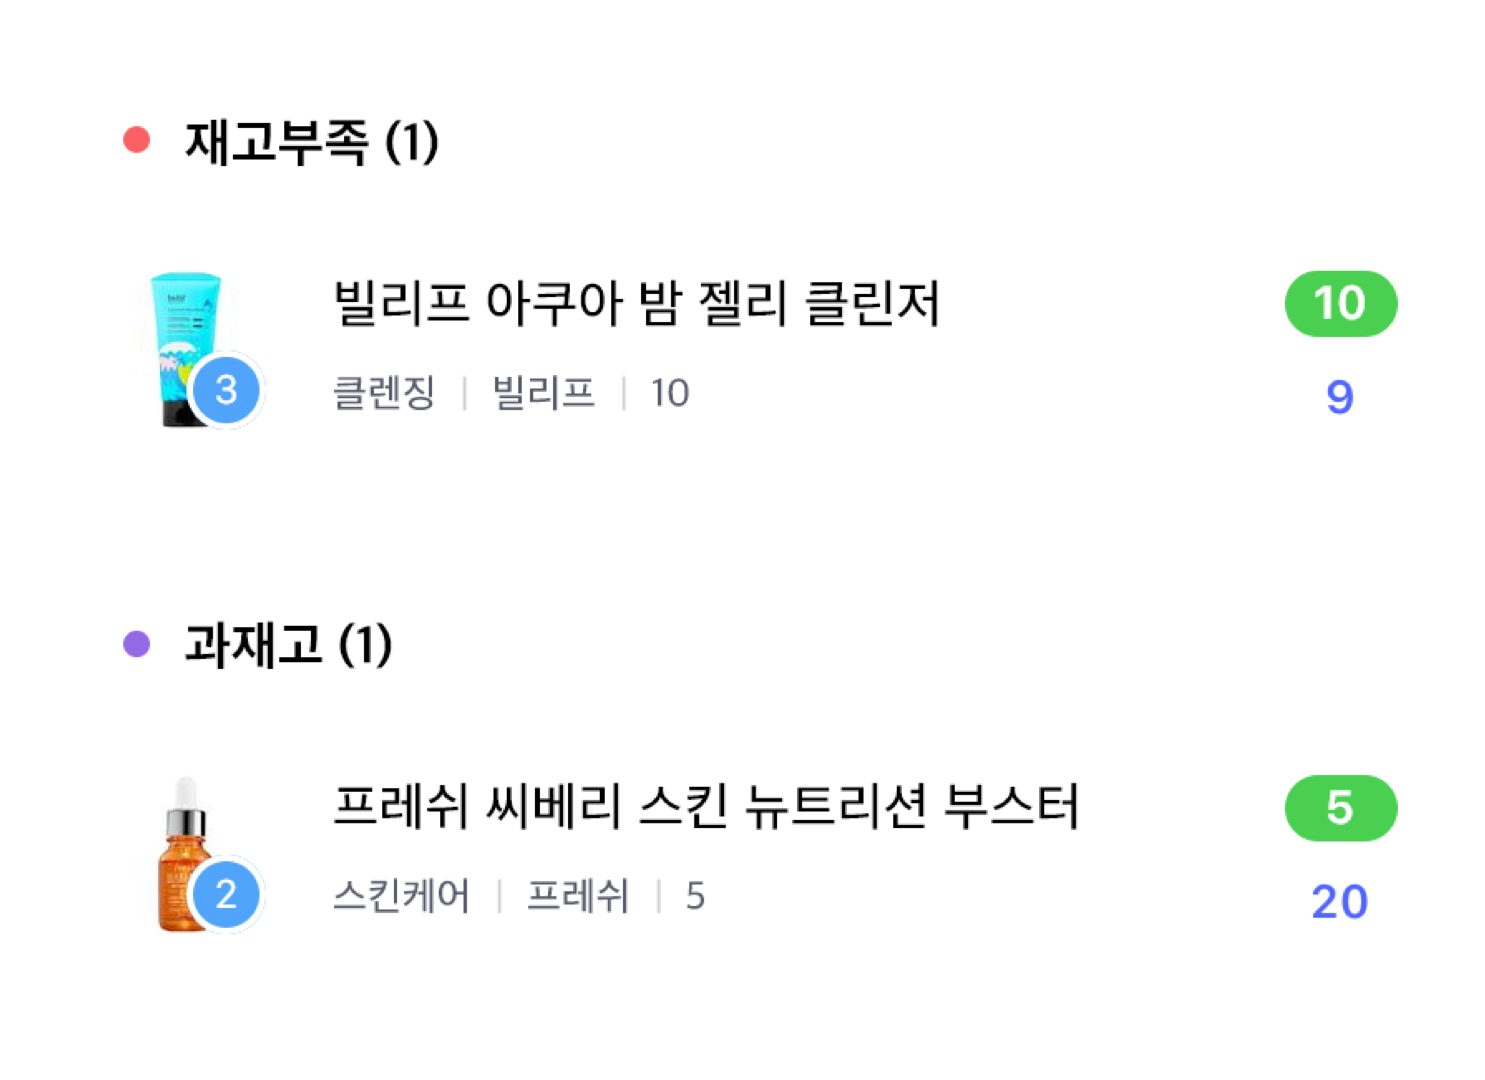 재고부족 (1)
빌리프 아쿠아 밤 젤리 클린저
10
3
클렌징 | 빌리프 | 10
9
과재고 (1)
프레쉬 씨베리 스킨 뉴트리션 부스터
5
2
스킨케어 | 프레쉬 | 5
20